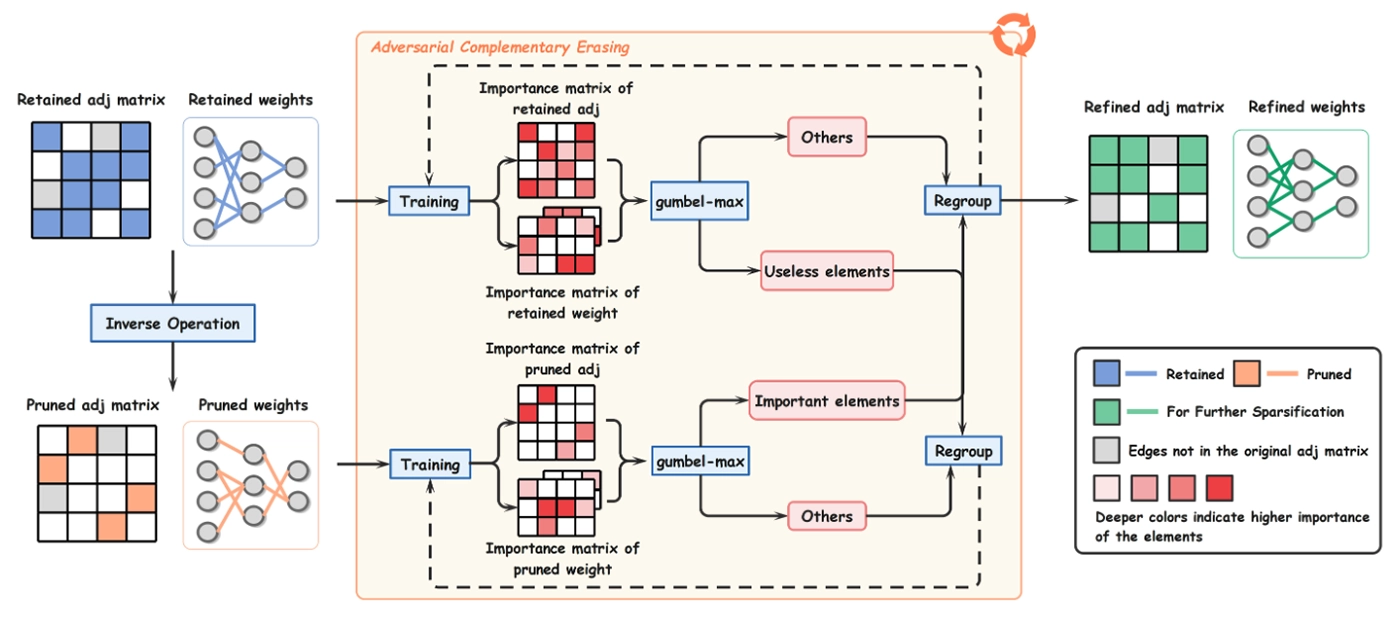 Adversarial Complementary Erasing
Retained adj matrix
Retained weights
Inverse Operation
Pruned adj matrix
Pruned weights
Training
Importance matrix of
retained adj
Importance matrix of
retained weight
gumbel-max
Others
Useless elements
Regroup
Training
Importance matrix of
pruned adj
Importance matrix of
pruned weight
gumbel-max
Important elements
Others
Regroup
Refined adj matrix
Refined weights
Retained
Pruned
For Further Sparsification
Edges not in the original adj matrix
Deeper colors indicate higher importance
of the elements